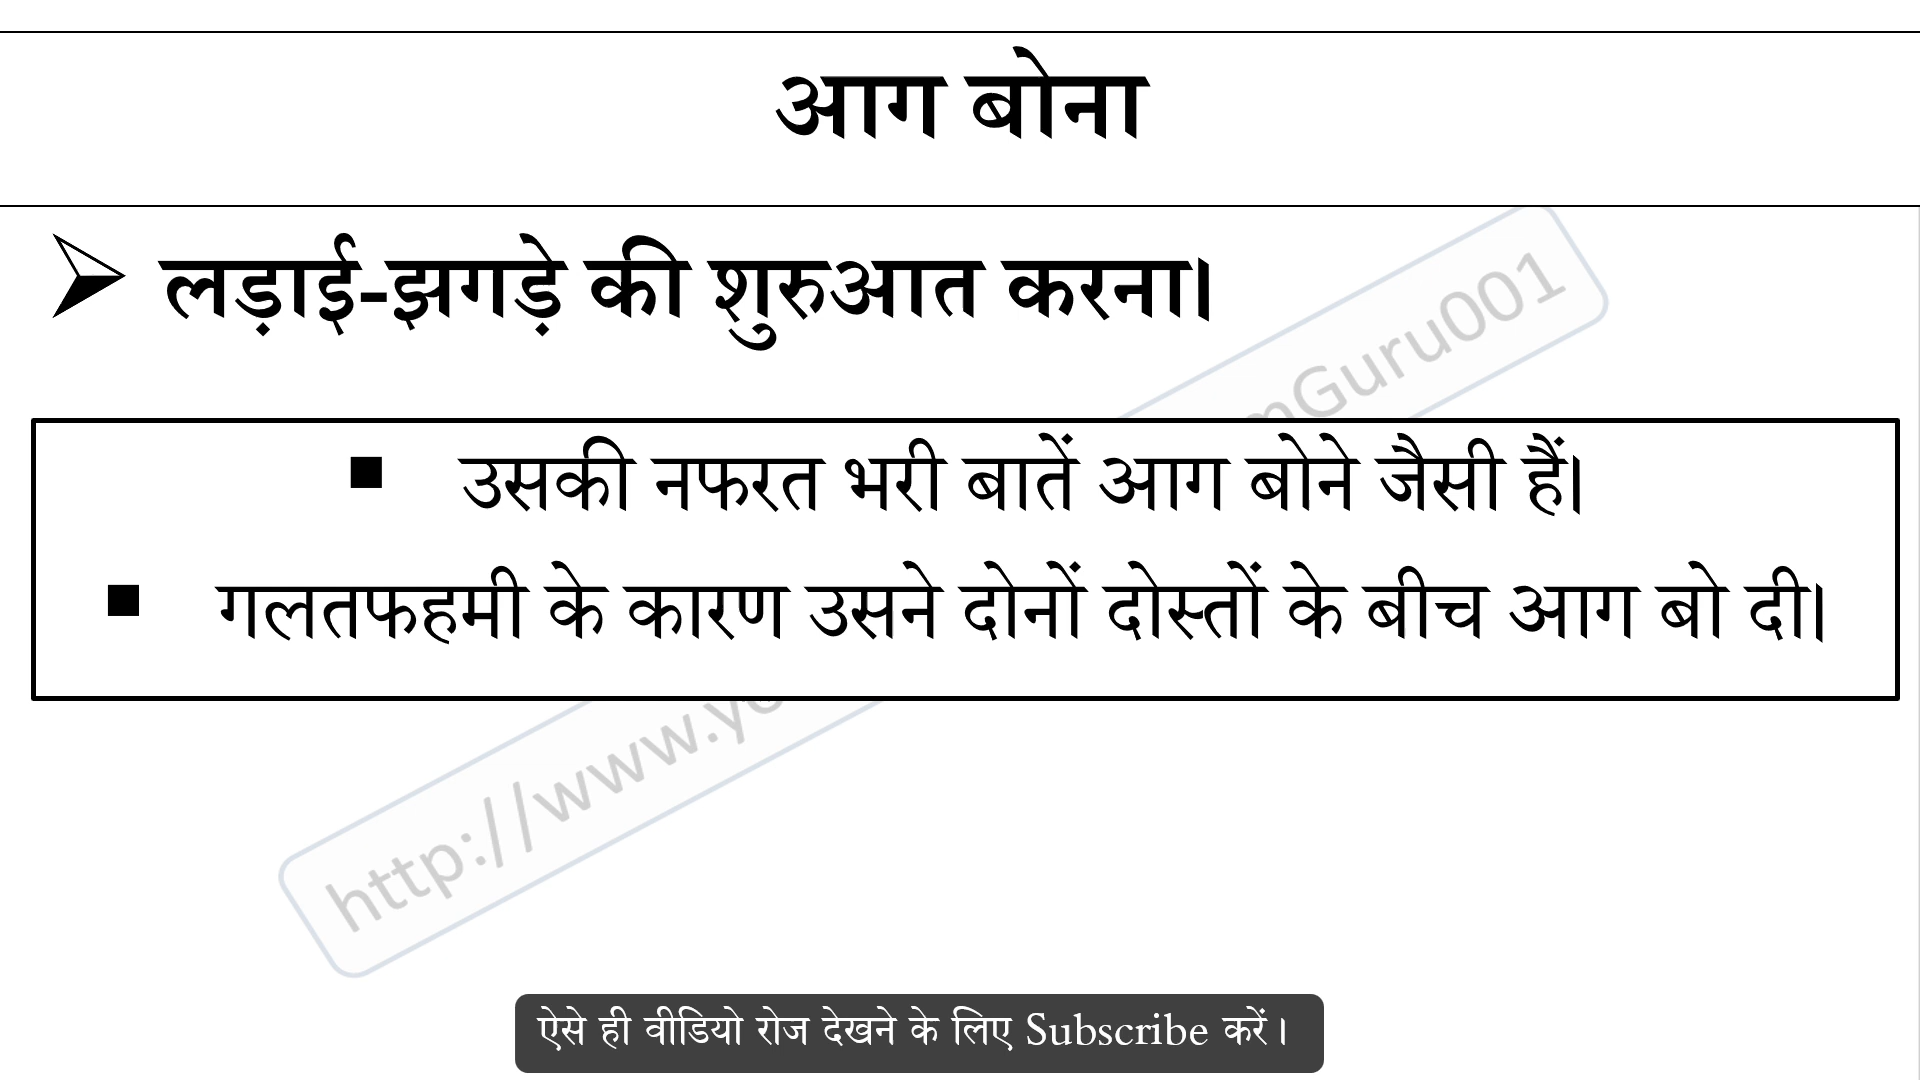 आग बोना
लड़ाई-झगड़े की शुरुआत करना।
उसकी नफरत भरी बातें आग बोने जैसी हैं।
गलतफहमी के कारण उसने दोनों दोस्तों के बीच आग बो दी।
ऐसे ही वीडियो रोज देखने के लिए Subscribe करें।